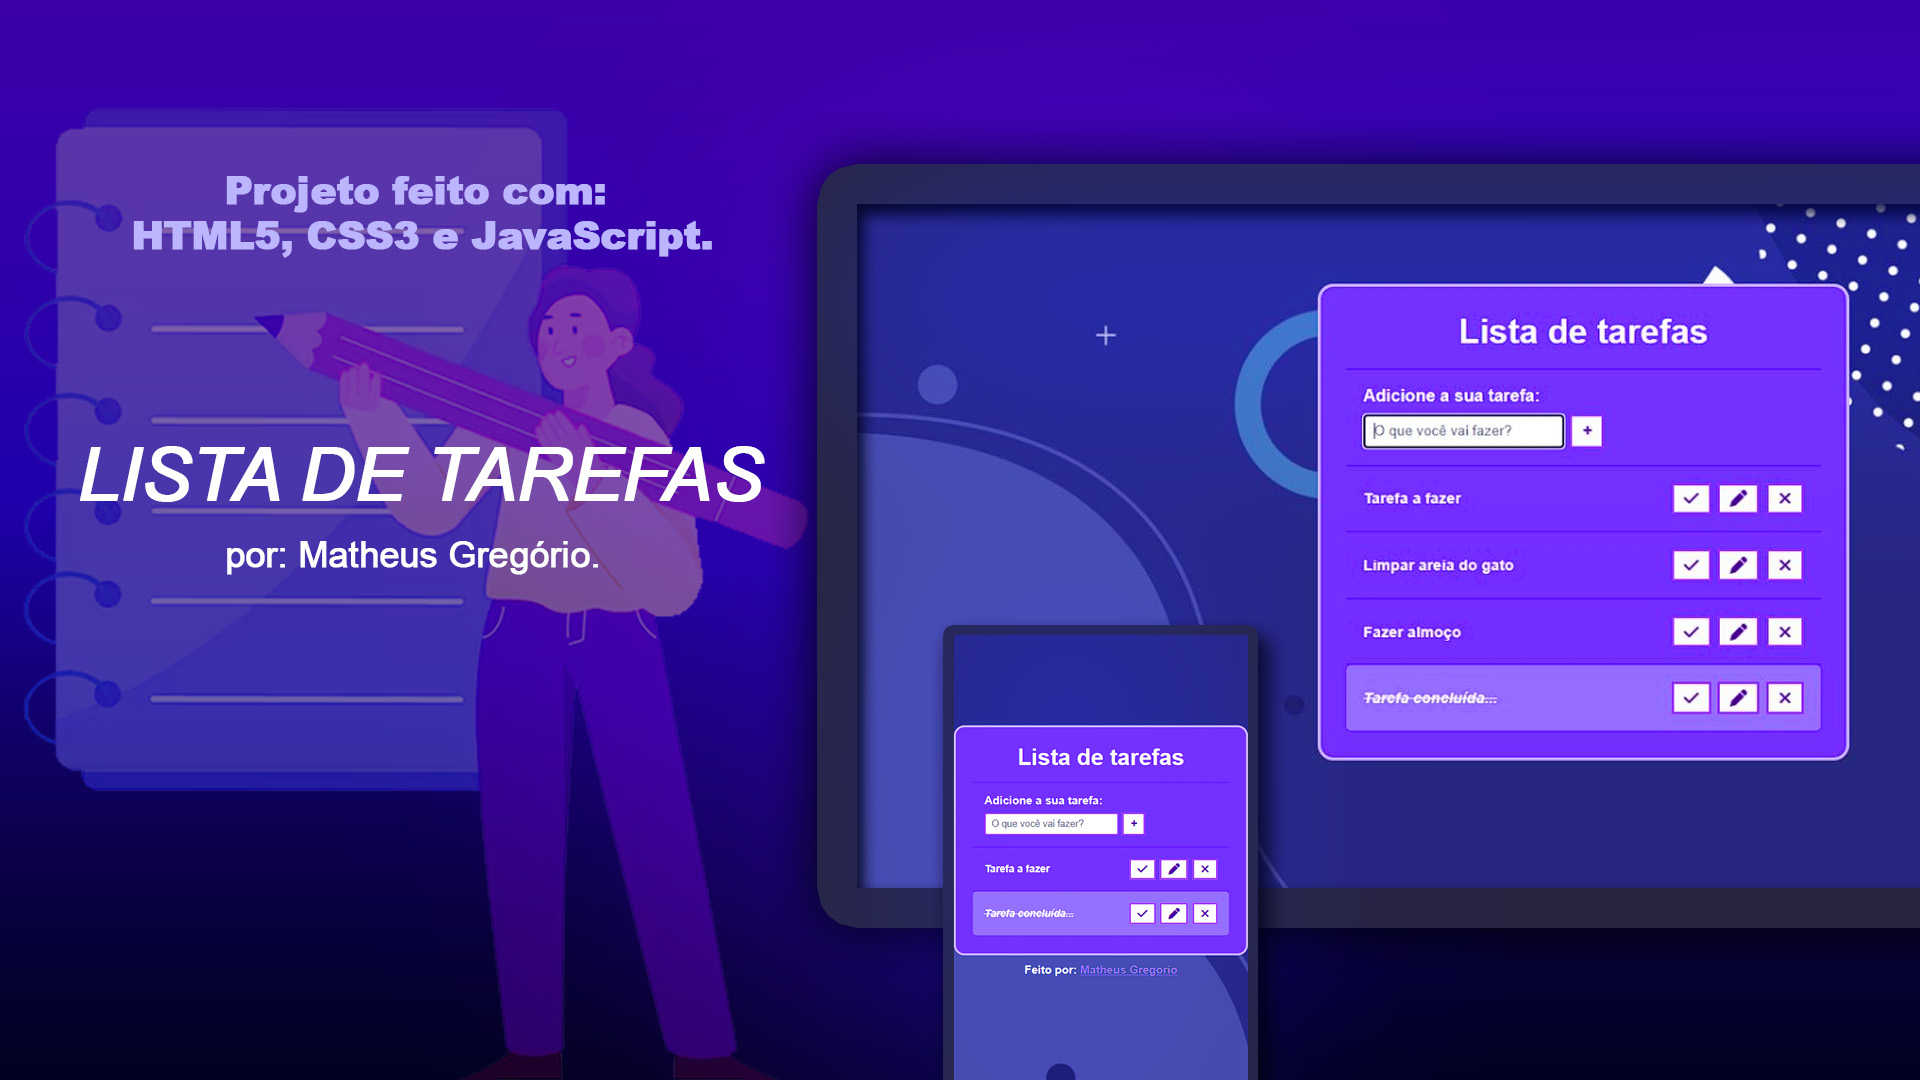 Projeto feito com:
HTML5, CSS3 e JavaScript.
LISTA DE TAREFAS
por: Matheus Gregório.
Lista de tarefas
Adicione a sua tarefa:
O que você vai fazer?
+
Tarefa a fazer
Limpar areia do gato
Fazer almoço
Tarefa concluída...
Lista de tarefas
Adicione a sua tarefa:
O que você vai fazer?
+
Tarefa a fazer
Tarefa concluída...
Feito por: Matheus Gregorio